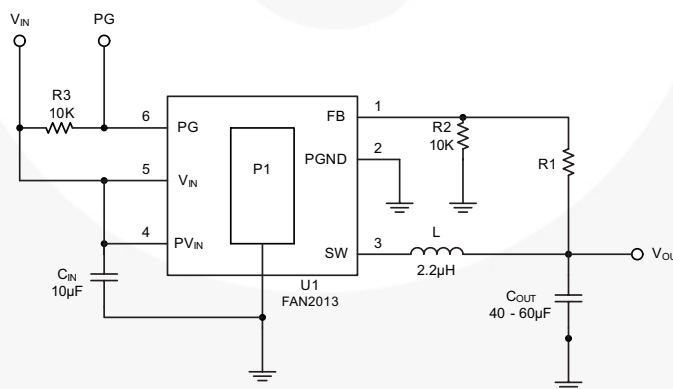 VIN PG
R3
10K
6 PG
5 VIN
4 PVIN
CIN
10µF
P1
FB 1
PGND 2
SW 3
U1
FAN2013
R2
10K
R1
L
2.2µH
VOU
COUT
40 - 60µF